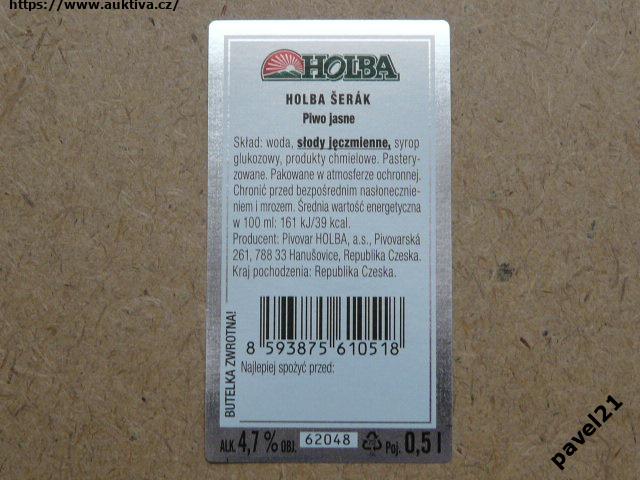 https://www.auktiva.cz/
HOLBA
HOLBA ŠERÁK
Piwo jasne
Skład: woda, słody jęczmienne, syrop
glukozowy, produkty chmielowe. Pastery-
zowane. Pakowane w atmosferze ochronnej.
Chronić przed bezpośrednim nasłonecznie-
niem i mrozem. Średnia wartość energetyczna
w 100 ml: 161 kJ/39 kcal.
Producent: Pivovar HOLBA, a.s., Pivovarská
261, 788 33 Hanušovice, Republika Czeska.
Kraj pochodzenia: Republika Czeska.
BUTELKA ZWROTNA!
8 593875 610518
Najlepiej spożyć przed:
ALK. 4,7 % OBJ. 62048 Poj. 0,5 l
pavel21